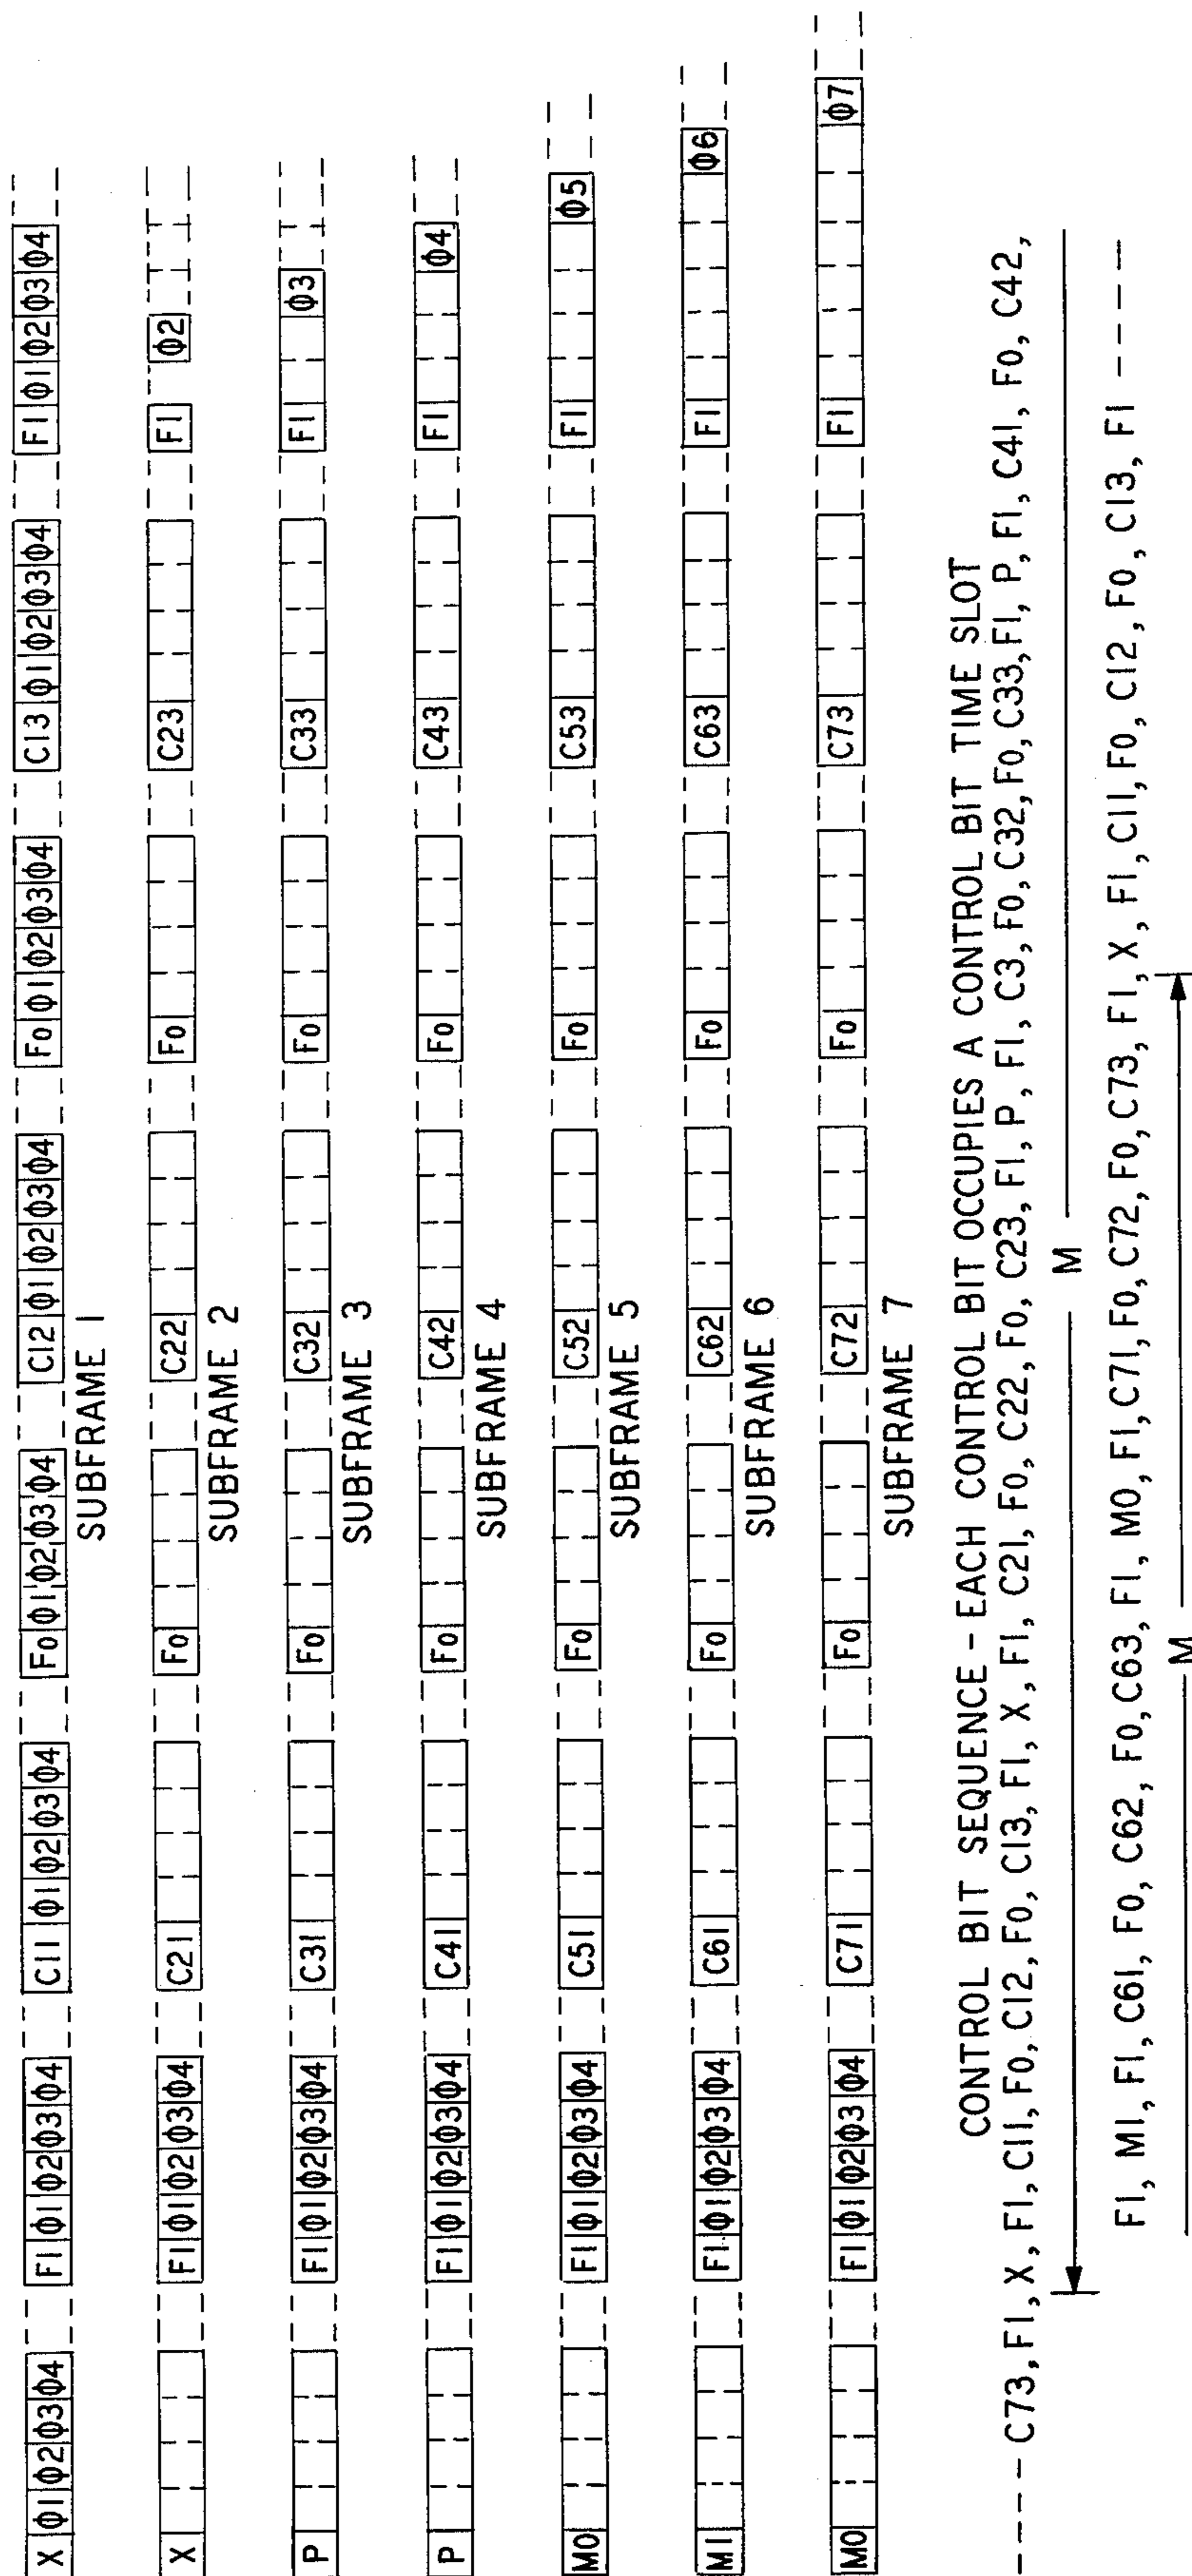 X Φ1 Φ2 Φ3 Φ4 F1 Φ1 Φ2 Φ3 Φ4 C11 Φ1 Φ2 Φ3 Φ4 F0 Φ1 Φ2 Φ3 Φ4 C12 Φ1 Φ2 Φ3 Φ4 F0 Φ1 Φ2 Φ3 Φ4 C13 Φ1 Φ2 Φ3 Φ4 F1 Φ1 Φ2 Φ3 Φ4
SUBFRAME 1
X F1 Φ1 Φ2 Φ3 Φ4 C21 F0 C22 F0 C23 F1 Φ2
SUBFRAME 2
P F1 Φ1 Φ2 Φ3 Φ4 C31 F0 C32 F0 C33 F1 Φ3
SUBFRAME 3
P F1 Φ1 Φ2 Φ3 Φ4 C41 F0 C42 F0 C43 F1 Φ4
SUBFRAME 4
M0 F1 Φ1 Φ2 Φ3 Φ4 C51 F0 C52 F0 C53 F1 Φ5
SUBFRAME 5
M1 F1 Φ1 Φ2 Φ3 Φ4 C61 F0 C62 F0 C63 F1 Φ6
SUBFRAME 6
M0 F1 Φ1 Φ2 Φ3 Φ4 C71 F0 C72 F0 C73 F1 Φ7
SUBFRAME 7
CONTROL BIT SEQUENCE - EACH CONTROL BIT OCCUPIES A CONTROL BIT TIME SLOT
---- C73, F1, X, F1, C11, F0, C12, F0, C13, F1, X, F1, C21, F0, C22, F0, C23, F1, P, F1, C3, F0, C32, F0, C33, F1, P, F1, C41, F0, C42,
M
F1, M1, F1, C61, F0, C62, F0, C63, F1, M0, F1, C71, F0, C72, F0, C73, F1, X, F1, C11, F0, C12, F0, C13, F1 ----
M